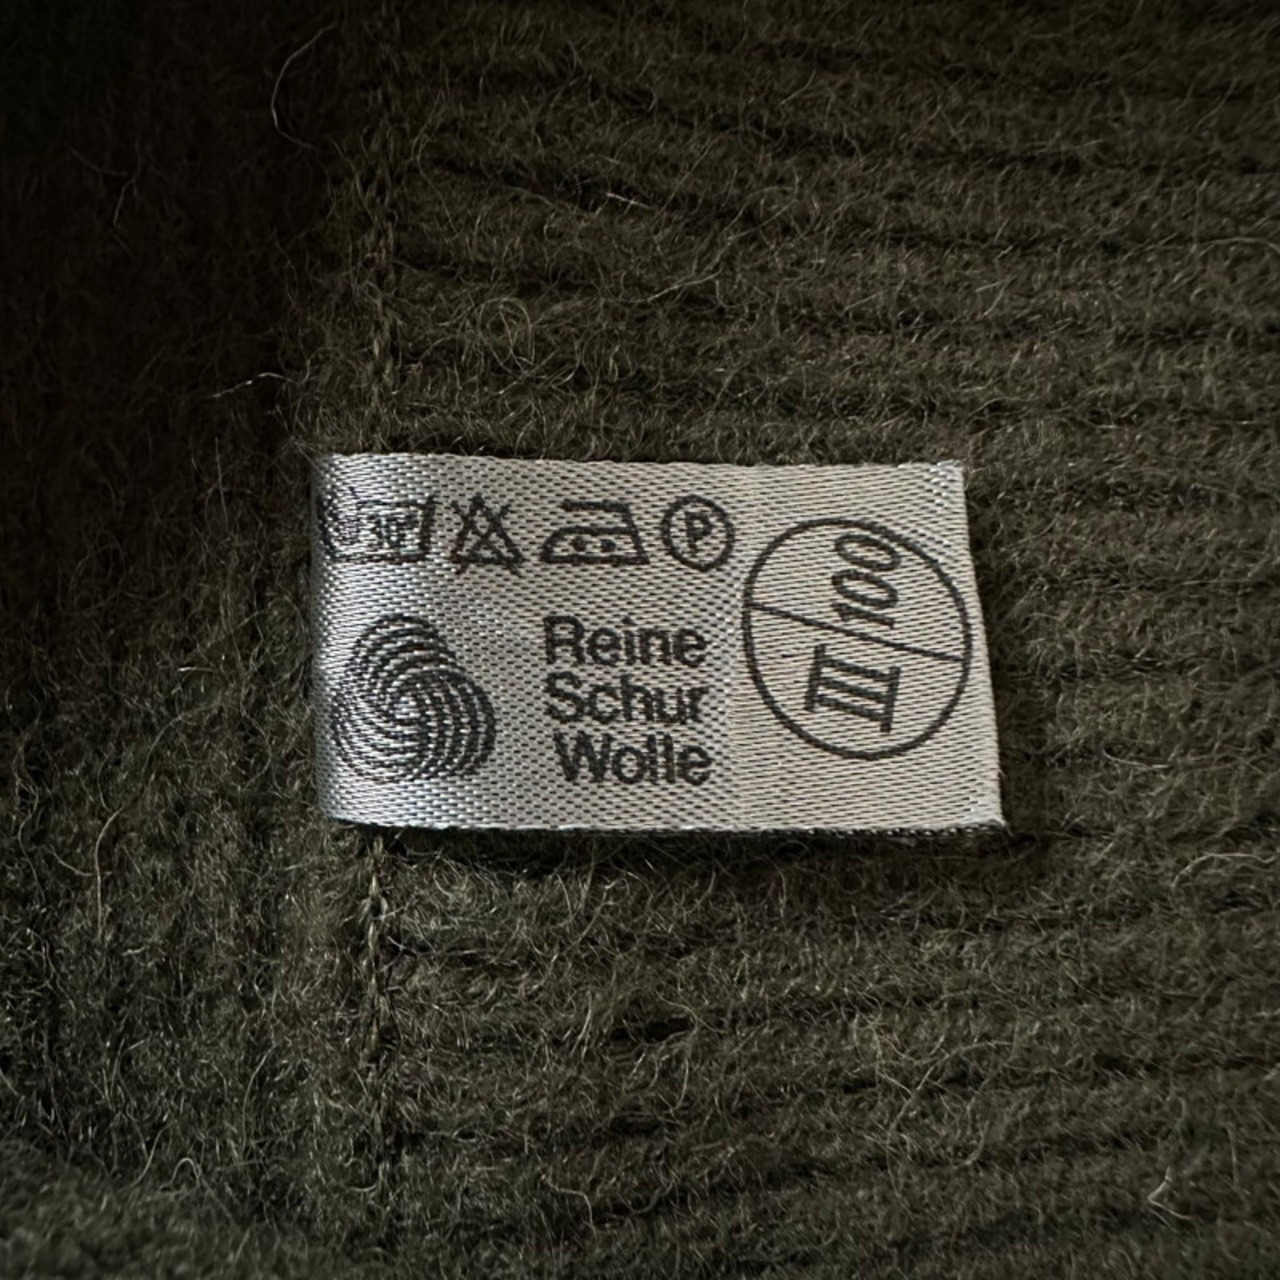 30°
P
Reine
Schur
Wolle
III/100